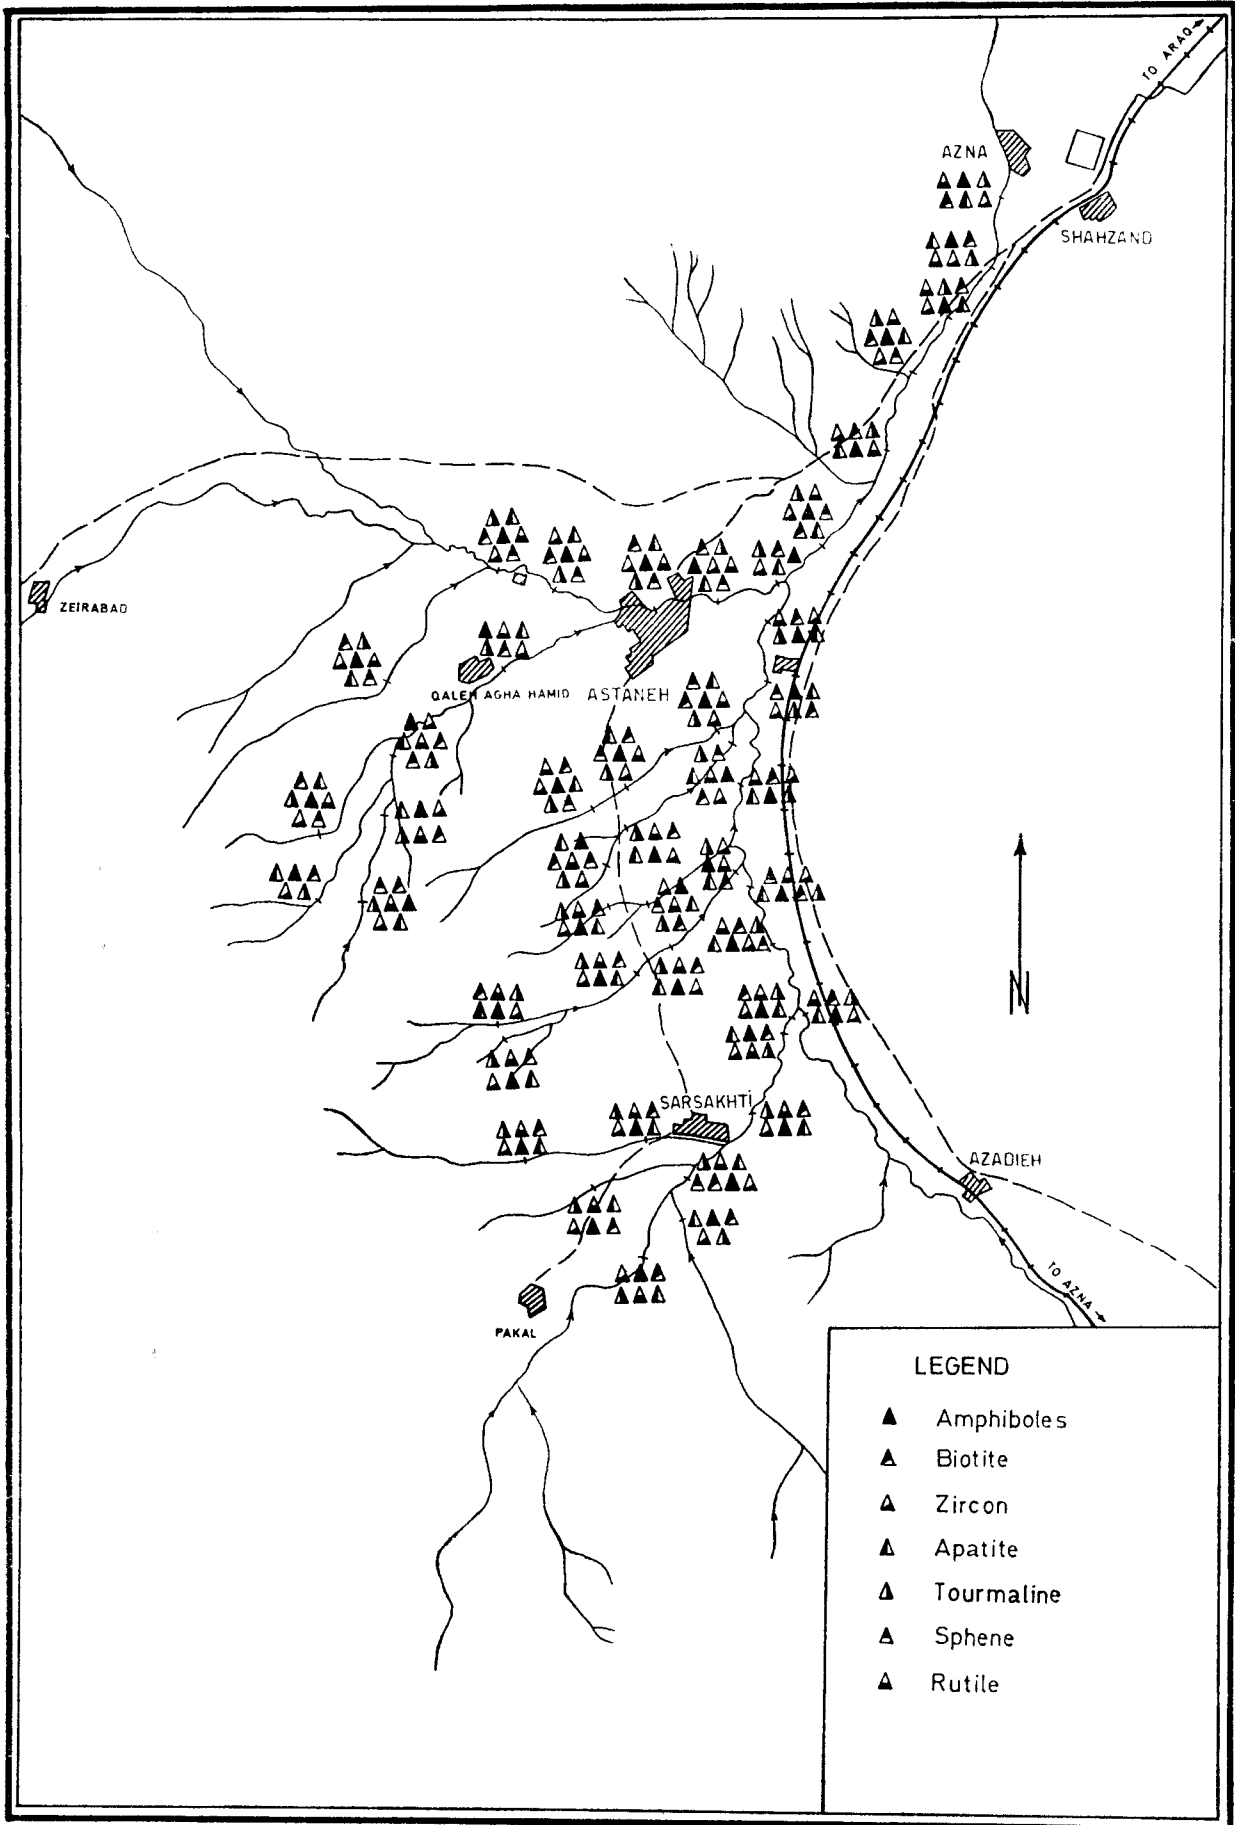 TO ARAQ
AZNA
SHAHZAND
ZEIRABAD
QALEH AGHA HAMID
ASTANEH
N
SARSAKHTİ
AZADIEH
TO AZNA
PAKAL
LEGEND
Amphiboles
Biotite
Zircon
Apatite
Tourmaline
Sphene
Rutile